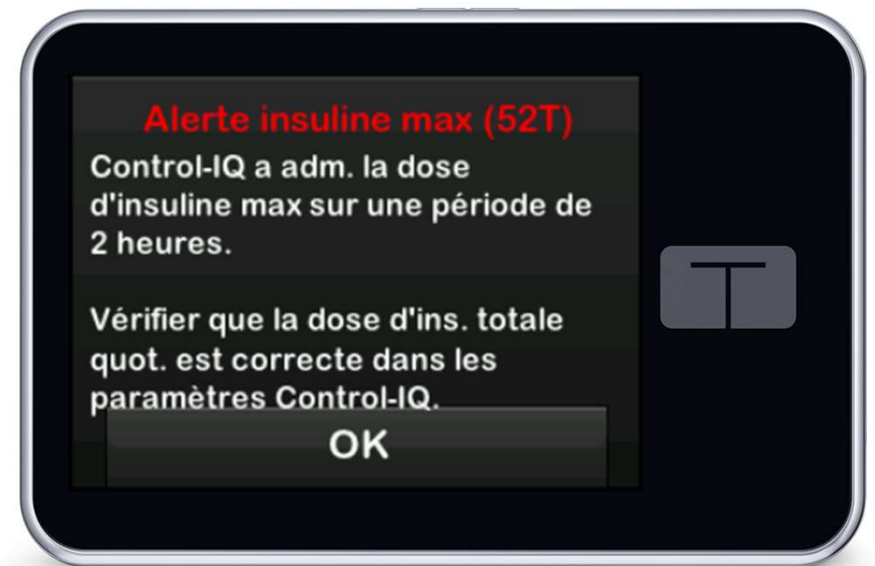 Alerte insuline max (52T)
Control-IQ a adm. la dose
d'insuline max sur une période de
2 heures.
Vérifier que la dose d'ins. totale
quot. est correcte dans les
paramètres Control-IQ.
OK